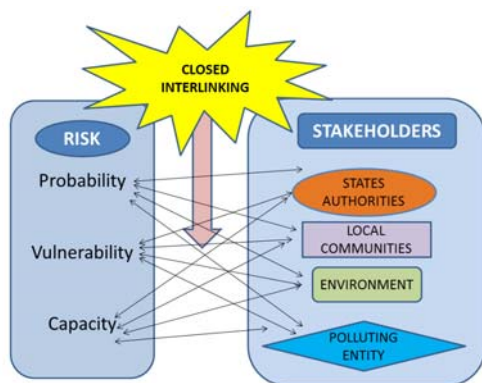 CLOSED
INTERLINKING
RISK
STAKEHOLDERS
Probability
Vulnerability
Capacity
STATES
AUTHORITIES
LOCAL
COMMUNITIES
ENVIRONMENT
POLLUTING
ENTITY